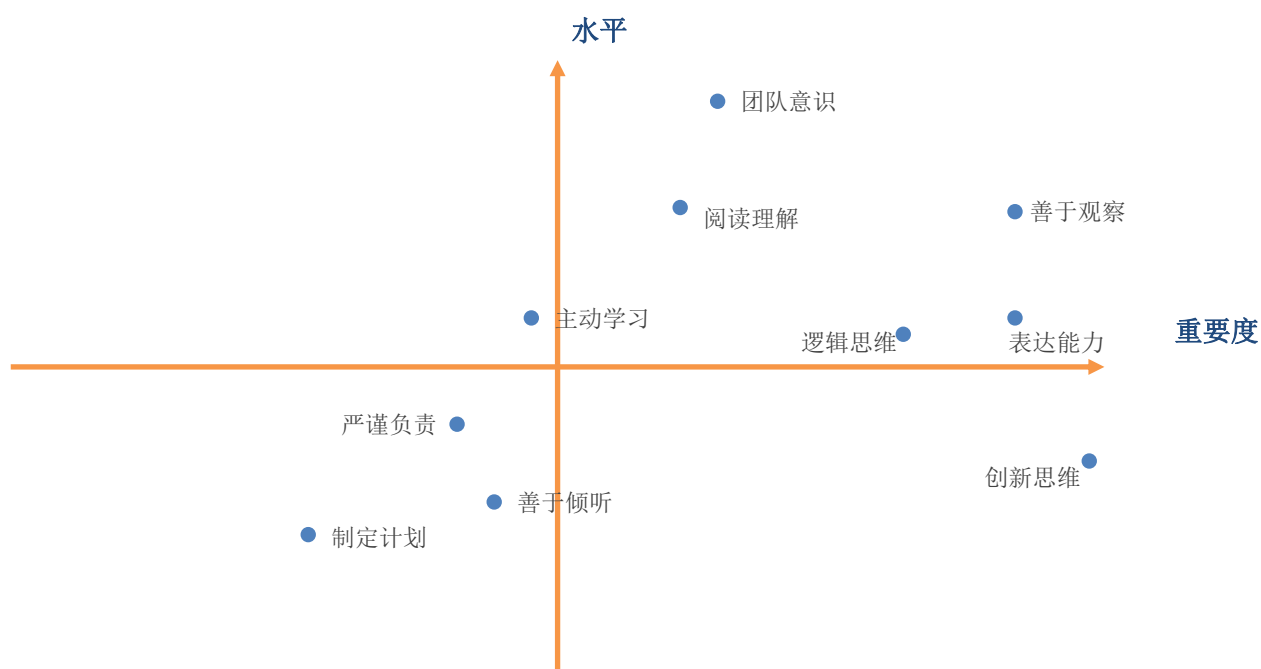 水平
团队意识
阅读理解
善于观察
主动学习
重要度
逻辑思维
表达能力
严谨负责
创新思维
善于倾听
制定计划